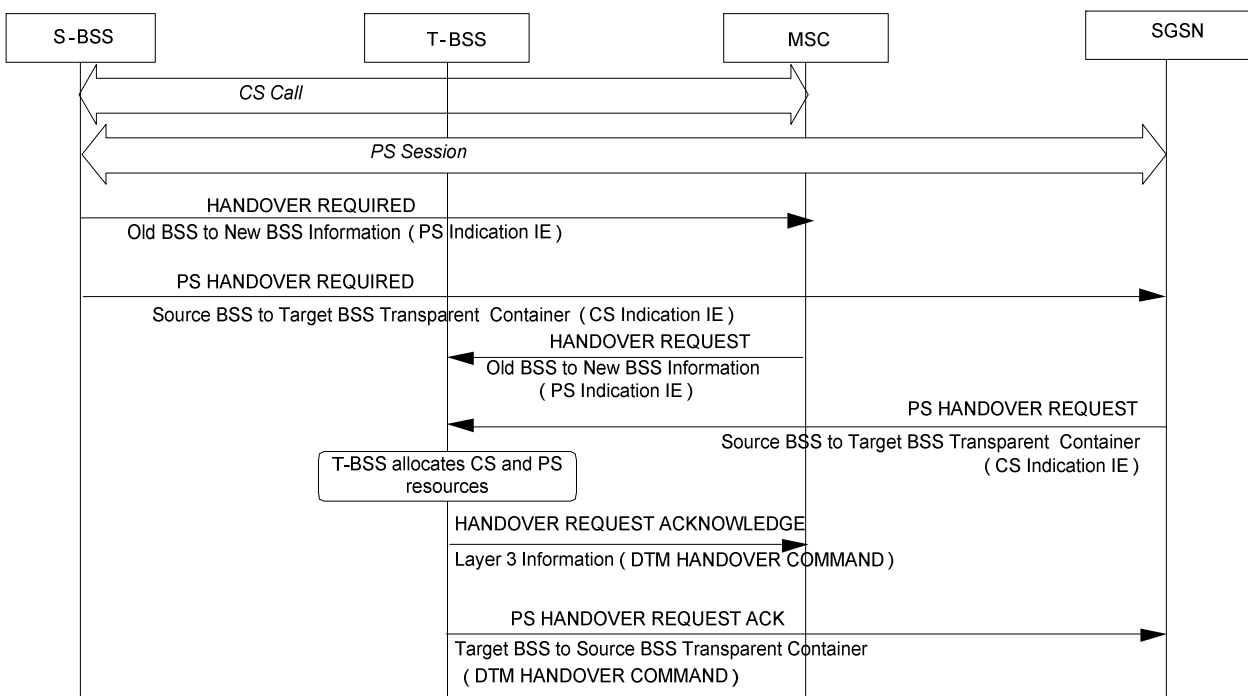 S-BSS
T-BSS
MSC
SGSN
CS Call
PS Session
HANDOVER REQUIRED
Old BSS to New BSS Information ( PS Indication IE )
PS HANDOVER REQUIRED
Source BSS to Target BSS Transparent Container ( CS Indication IE )
HANDOVER REQUEST
Old BSS to New BSS Information
( PS Indication IE )
PS HANDOVER REQUEST
Source BSS to Target BSS Transparent Container
( CS Indication IE )
T-BSS allocates CS and PS
resources
HANDOVER REQUEST ACKNOWLEDGE
Layer 3 Information ( DTM HANDOVER COMMAND )
PS HANDOVER REQUEST ACK
Target BSS to Source BSS Transparent Container
( DTM HANDOVER COMMAND )